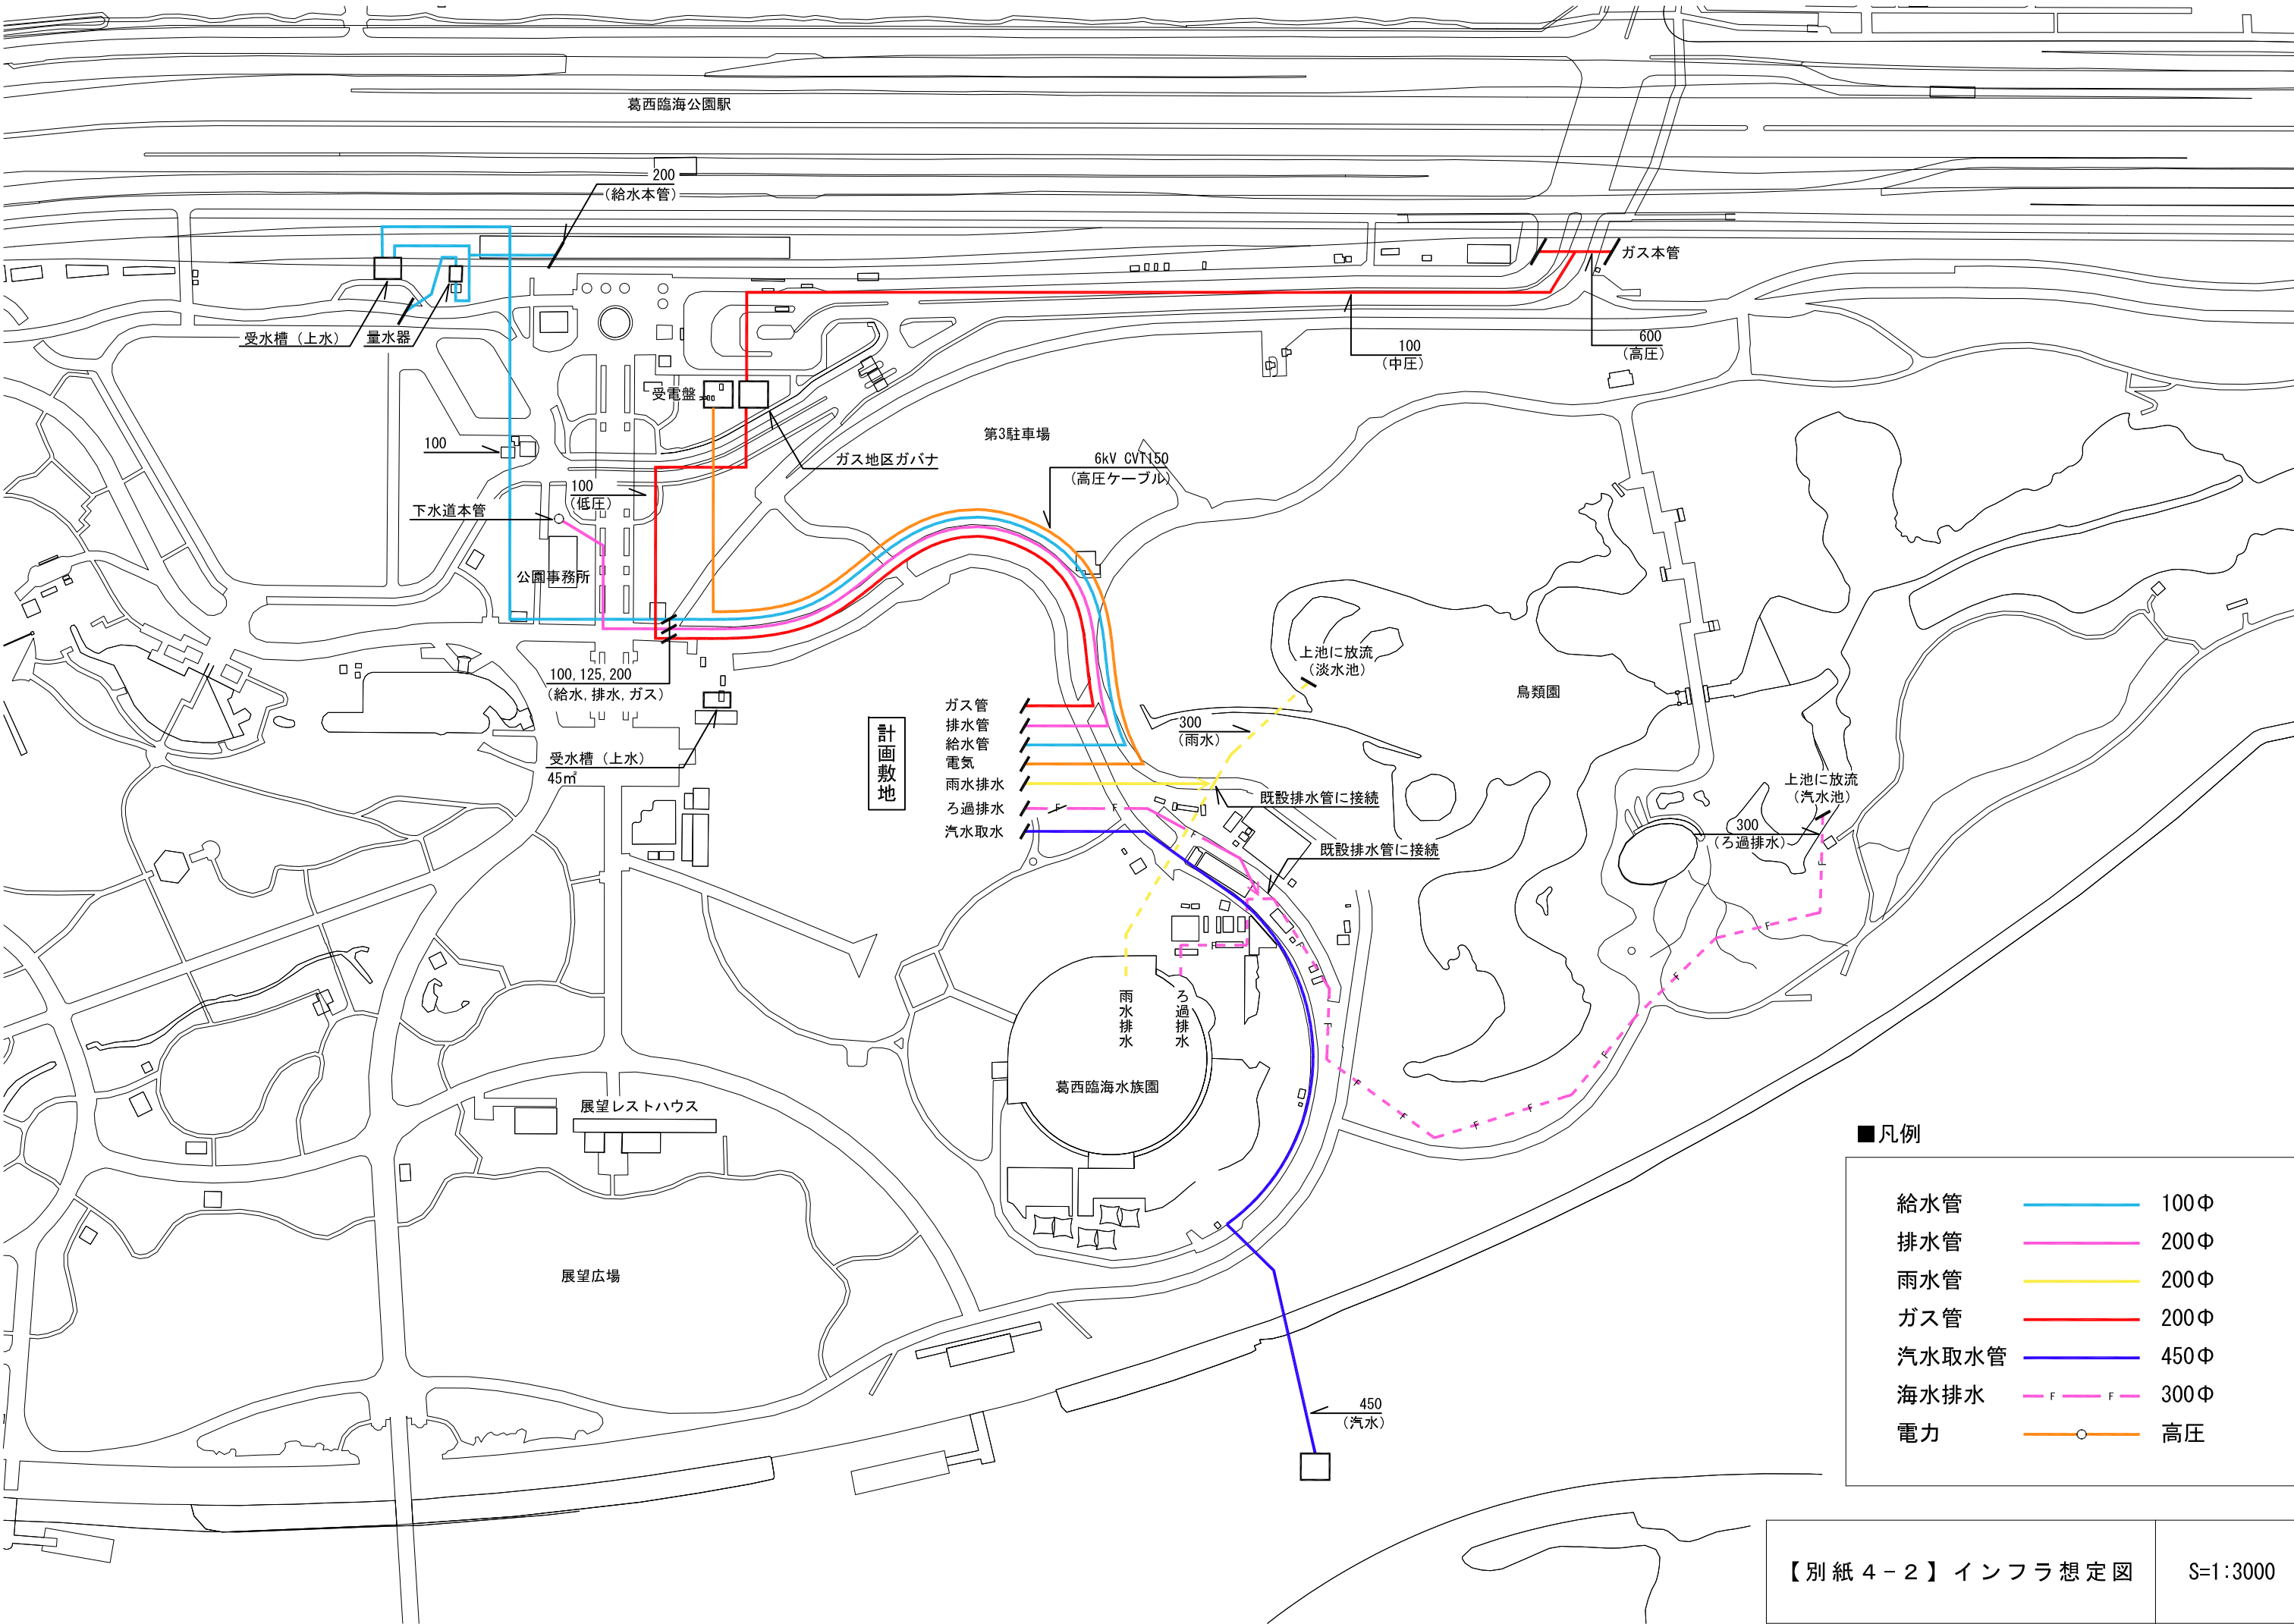 葛西臨海公園駅
200
(給水本管)
ガス本管
受水槽（上水）
量水器
100
(中圧)
600
(高圧)
受電盤
100
ガス地区ガバナ
第3駐車場
6kV CVT150
(高圧ケーブル)
100
(低圧)
下水道本管
公園事務所
100,125,200
(給水,排水,ガス)
受水槽（上水）
45㎥
計画敷地
ガス管
排水管
給水管
電気
雨水排水
ろ過排水
汽水取水
上池に放流
(淡水池)
300
(雨水)
鳥類園
既設排水管に接続
既設排水管に接続
上池に放流
(汽水池)
300
(ろ過排水)
雨水排水
ろ過排水
葛西臨海水族園
展望レストハウス
展望広場
450
(汽水)
■凡例
給水管 100Φ
排水管 200Φ
雨水管 200Φ
ガス管 200Φ
汽水取水管 450Φ
海水排水 F F 300Φ
電力 高圧
【別紙４−２】インフラ想定図 S=1:3000